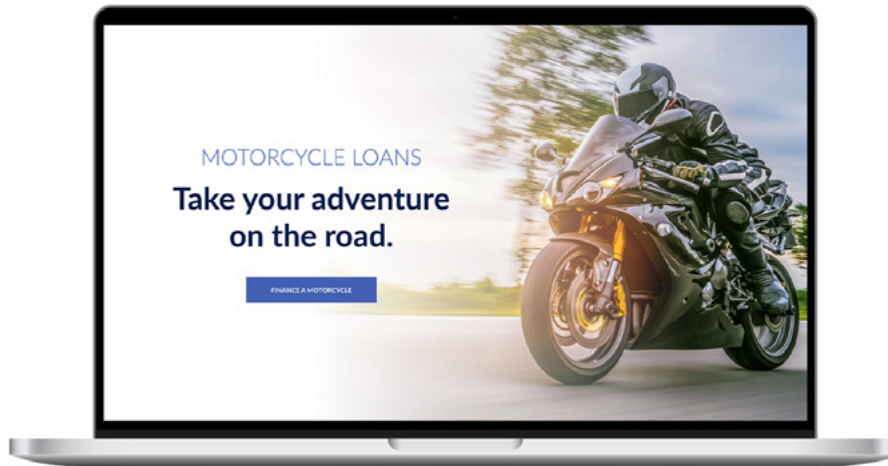 MOTORCYCLE LOANS
Take your adventure
on the road.
FINANCE A MOTORCYCLE